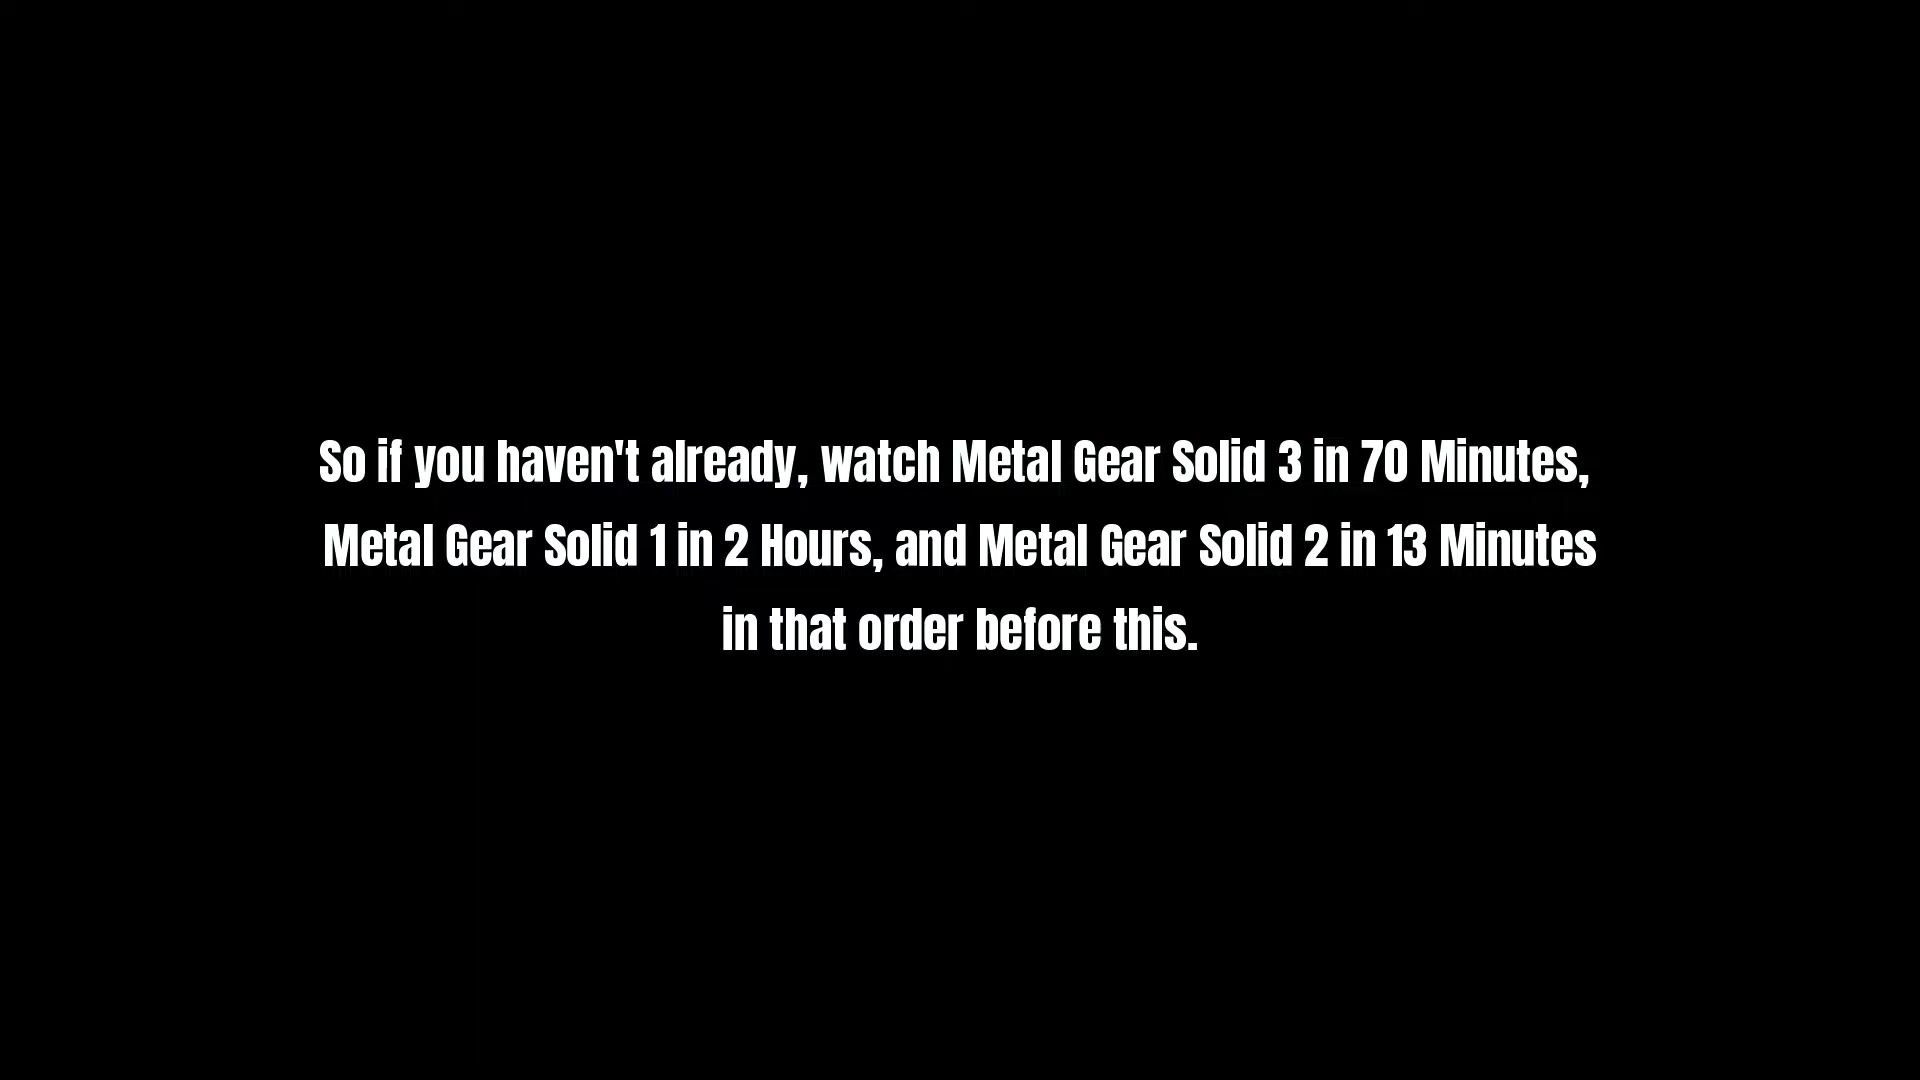 So if you haven't already, watch Metal Gear Solid 3 in 70 Minutes,
Metal Gear Solid 1 in 2 Hours, and Metal Gear Solid 2 in 13 Minutes
in that order before this.